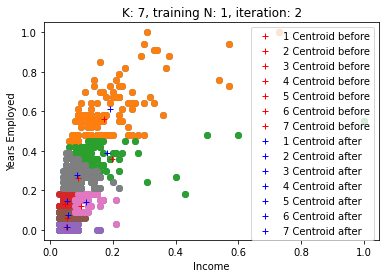 K: 7, training N: 1, iteration: 2
1 Centroid before
2 Centroid before
3 Centroid before
4 Centroid before
5 Centroid before
6 Centroid before
7 Centroid before
1 Centroid after
2 Centroid after
3 Centroid after
4 Centroid after
5 Centroid after
6 Centroid after
7 Centroid after
Years Employed
1.0
0.8
0.6
0.4
0.2
0.0
0.0 0.2 0.4 0.6 0.8 1.0
Income